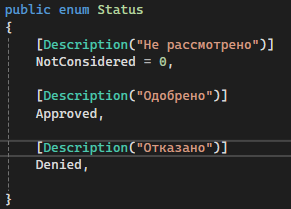 public enum Status
{
[Description("Не рассмотрено")]
NotConsidered = 0,
[Description("Одобрено")]
Approved,
[Description("Отказано")]
Denied,
}